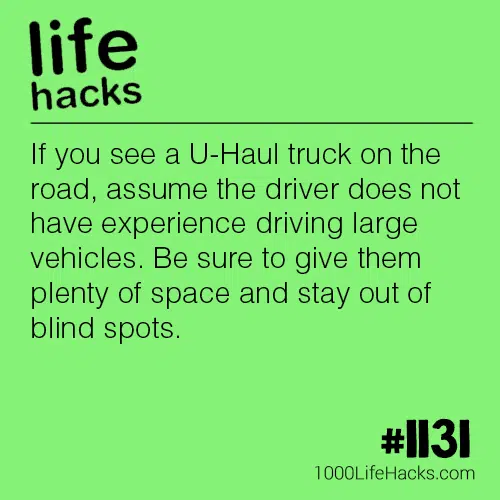 life
hacks
If you see a U-Haul truck on the
road, assume the driver does not
have experience driving large
vehicles. Be sure to give them
plenty of space and stay out of
blind spots.
#1131
1000LifeHacks.com